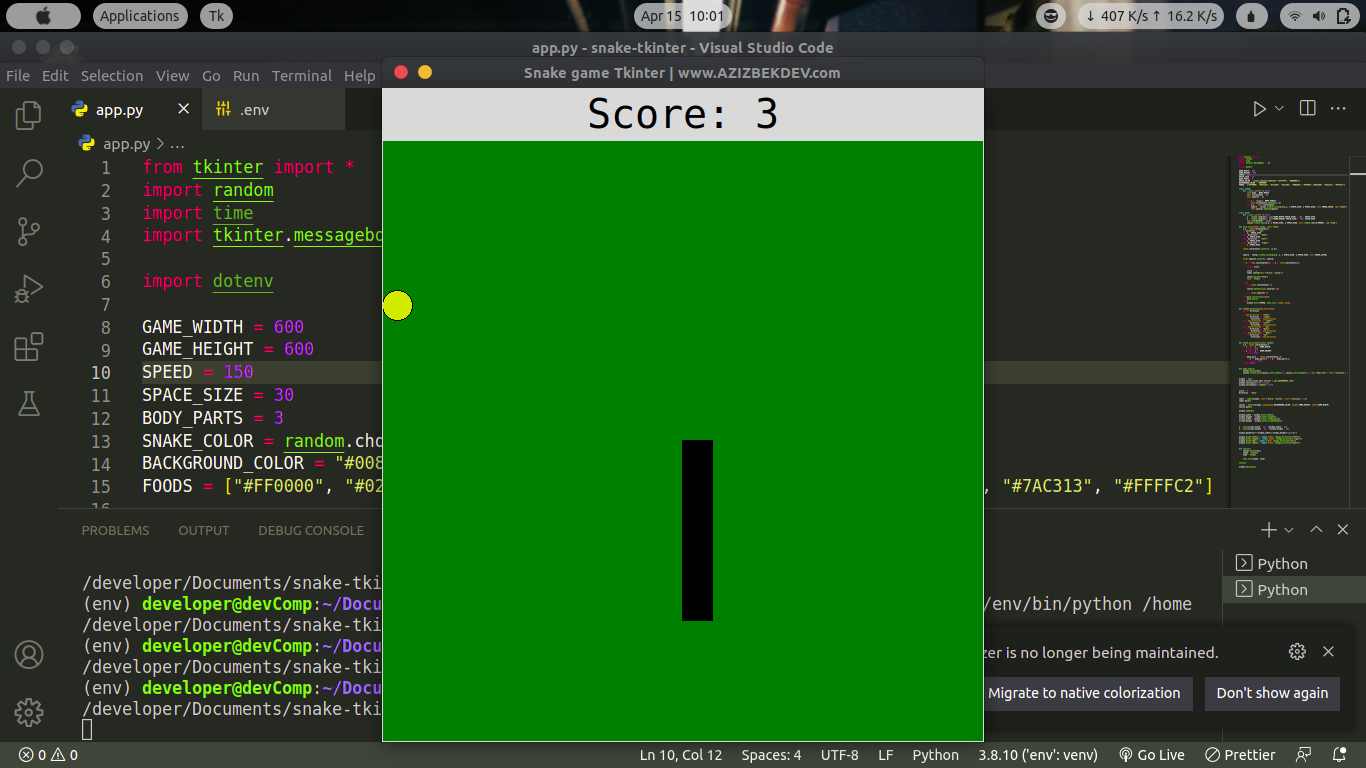 Applications
Tk
Apr 15 10:01
↓ 407 K/s ↑ 16.2 K/s
app.py - snake-tkinter - Visual Studio Code
File Edit Selection View Go Run Terminal Help
Snake game Tkinter | www.AZIZBEKDEV.com
app.py
.env
Score: 3
app.py > ...
1 from tkinter import *
2 import random
3 import time
4 import tkinter.messagebo
5
6 import dotenv
7
8 GAME_WIDTH = 600
9 GAME_HEIGHT = 600
10 SPEED = 150
11 SPACE_SIZE = 30
12 BODY_PARTS = 3
13 SNAKE_COLOR = random.cho
14 BACKGROUND_COLOR = "#008
15 FOODS = ["#FF0000", "#02 , "#7AC313", "#FFFFC2"]
PROBLEMS OUTPUT DEBUG CONSOLE
Python
Python
/developer/Documents/snake-tki
(env) developer@devComp:~/Docu /env/bin/python /home
/developer/Documents/snake-tki
(env) developer@devComp:~/Docu
/developer/Documents/snake-tki
(env) developer@devComp:~/Docu
/developer/Documents/snake-tki
zer is no longer being maintained.
Migrate to native colorization
Don't show again
0 0
Ln 10, Col 12
Spaces: 4
UTF-8
LF
Python
3.8.10 ('env': venv)
Go Live
Prettier